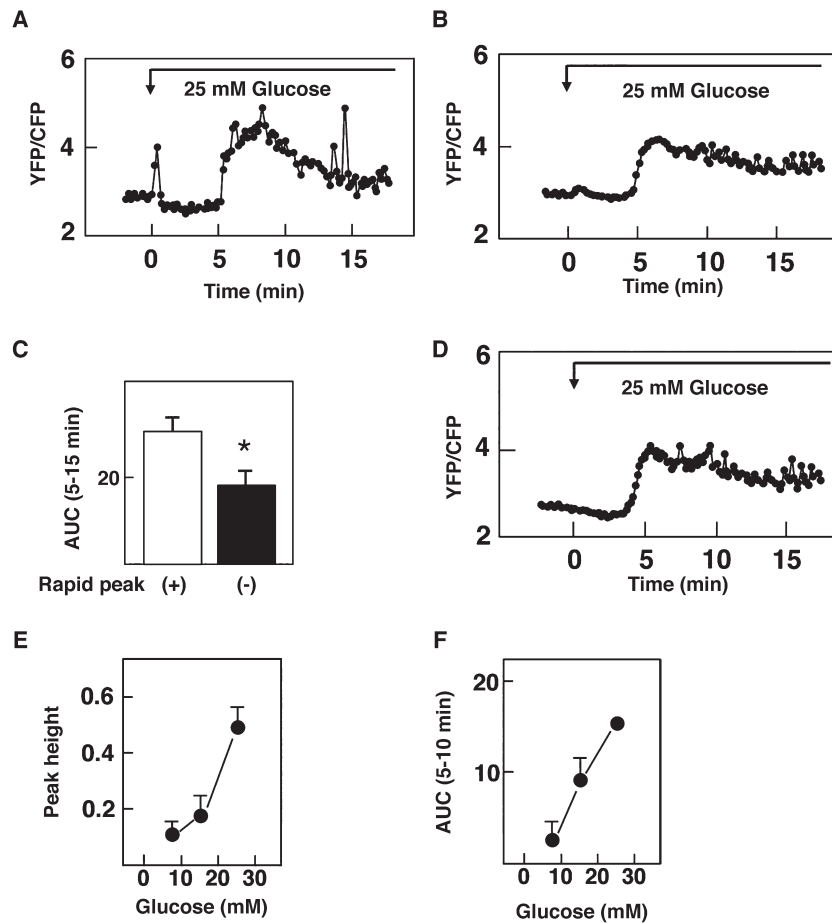 A
6
4
2
YFP/CFP
25 mM Glucose
0 5 10 15
Time (min)
B
6
4
2
YFP/CFP
25 mM Glucose
0 5 10 15
Time (min)
C
AUC (5-15 min)
20
*
Rapid peak (+) (-)
D
6
4
2
YFP/CFP
25 mM Glucose
0 5 10 15
Time (min)
E
Peak height
0.6
0.4
0.2
0 10 20 30
Glucose (mM)
F
AUC (5-10 min)
20
10
0 10 20 30
Glucose (mM)